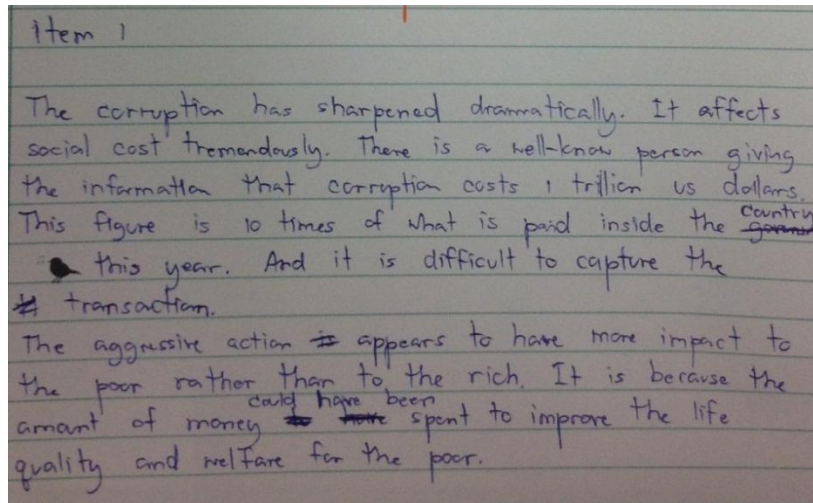 item 1
The corruption has sharpened drammatically. It affects
social cost tremendously. There is a well-know person giving
the information that corruption costs 1 trillion us dollars.
This figure is 10 times of what is paid inside the country
this year. And it is difficult to capture the
transaction.
The aggressive action appears to have more impact to
the poor rather than to the rich. It is because the
amount of money could have been spent to improve the life
quality and welfare for the poor.